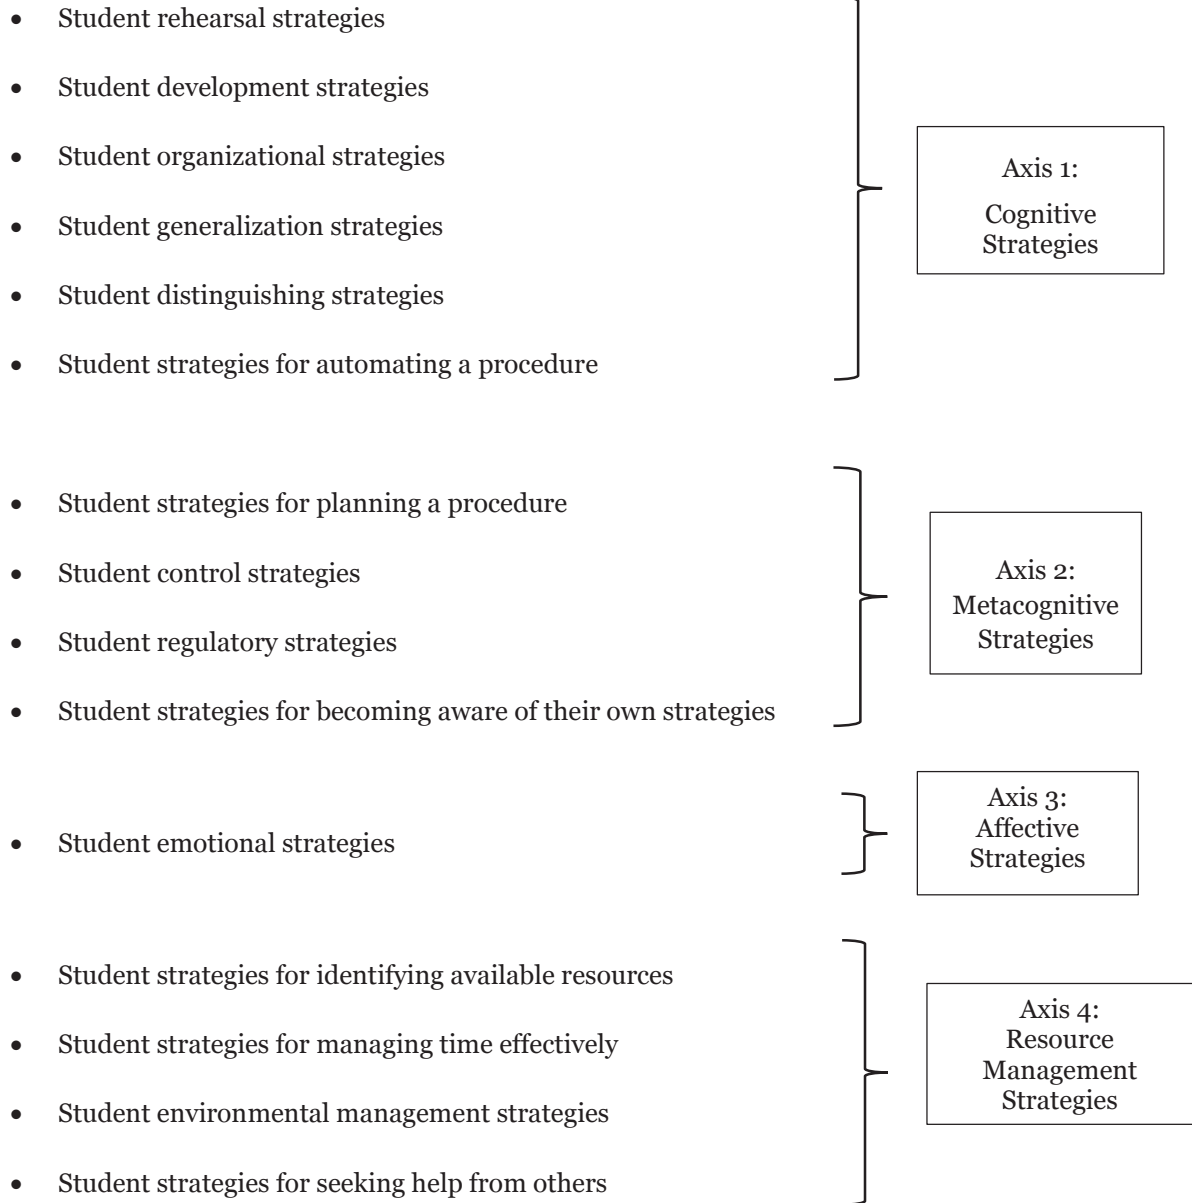 • Student rehearsal strategies
• Student development strategies
• Student organizational strategies
• Student generalization strategies
• Student distinguishing strategies
• Student strategies for automating a procedure
Axis 1:
Cognitive
Strategies
• Student strategies for planning a procedure
• Student control strategies
• Student regulatory strategies
• Student strategies for becoming aware of their own strategies
Axis 2:
Metacognitive
Strategies
• Student emotional strategies
Axis 3:
Affective
Strategies
• Student strategies for identifying available resources
• Student strategies for managing time effectively
• Student environmental management strategies
• Student strategies for seeking help from others
Axis 4:
Resource
Management
Strategies